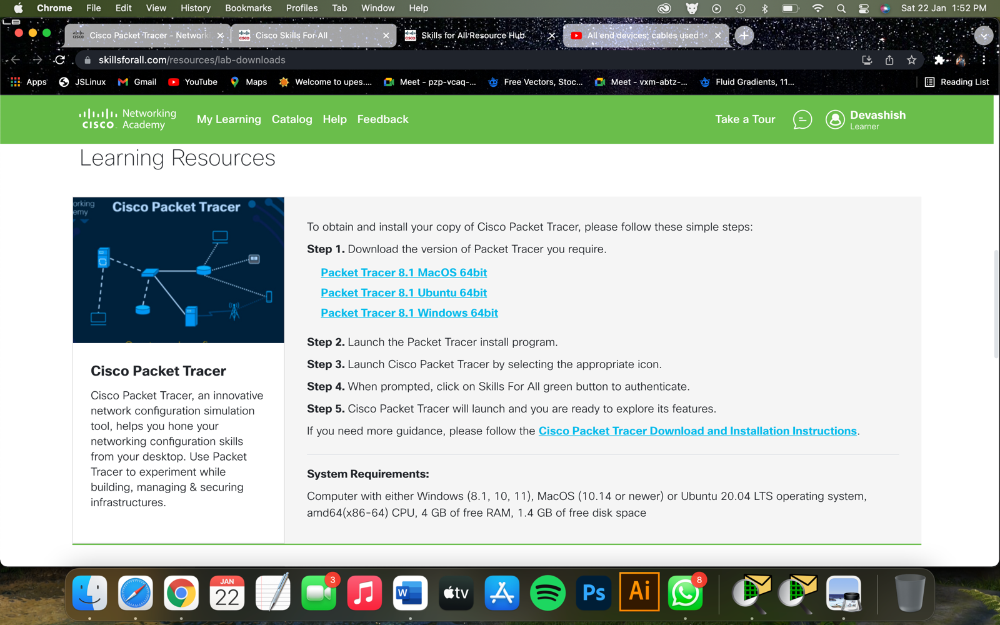 Chrome File Edit View History Bookmarks Profiles Tab Window Help Sat 22 Jan 1:52 PM
Cisco Packet Tracer - Network Cisco Skills For All Skills for All Resource Hub All end devices, cables used to
skillsforall.com/resources/lab-downloads
Apps JSLinux Gmail YouTube Maps Welcome to upes.... Meet - pzp-vcaq-... Free Vectors, Stoc... Meet - vxm-abtz-... Fluid Gradients, 11... Reading List
CISCO Networking Academy My Learning Catalog Help Feedback Take a Tour Devashish
Learner
Learning Resources
orking
emy
Cisco Packet Tracer
To obtain and install your copy of Cisco Packet Tracer, please follow these simple steps:
Step 1. Download the version of Packet Tracer you require.
Packet Tracer 8.1 MacOS 64bit
Packet Tracer 8.1 Ubuntu 64bit
Packet Tracer 8.1 Windows 64bit
Step 2. Launch the Packet Tracer install program.
Step 3. Launch Cisco Packet Tracer by selecting the appropriate icon.
Step 4. When prompted, click on Skills For All green button to authenticate.
Step 5. Cisco Packet Tracer will launch and you are ready to explore its features.
If you need more guidance, please follow the Cisco Packet Tracer Download and Installation Instructions.
System Requirements:
Computer with either Windows (8.1, 10, 11), MacOS (10.14 or newer) or Ubuntu 20.04 LTS operating system,
amd64(x86-64) CPU, 4 GB of free RAM, 1.4 GB of free disk space
Cisco Packet Tracer
Cisco Packet Tracer, an innovative
network configuration simulation
tool, helps you hone your
networking configuration skills
from your desktop. Use Packet
Tracer to experiment while
building, managing & securing
infrastructures.
JAN
22
3
W
tv
Ps
Ai
8